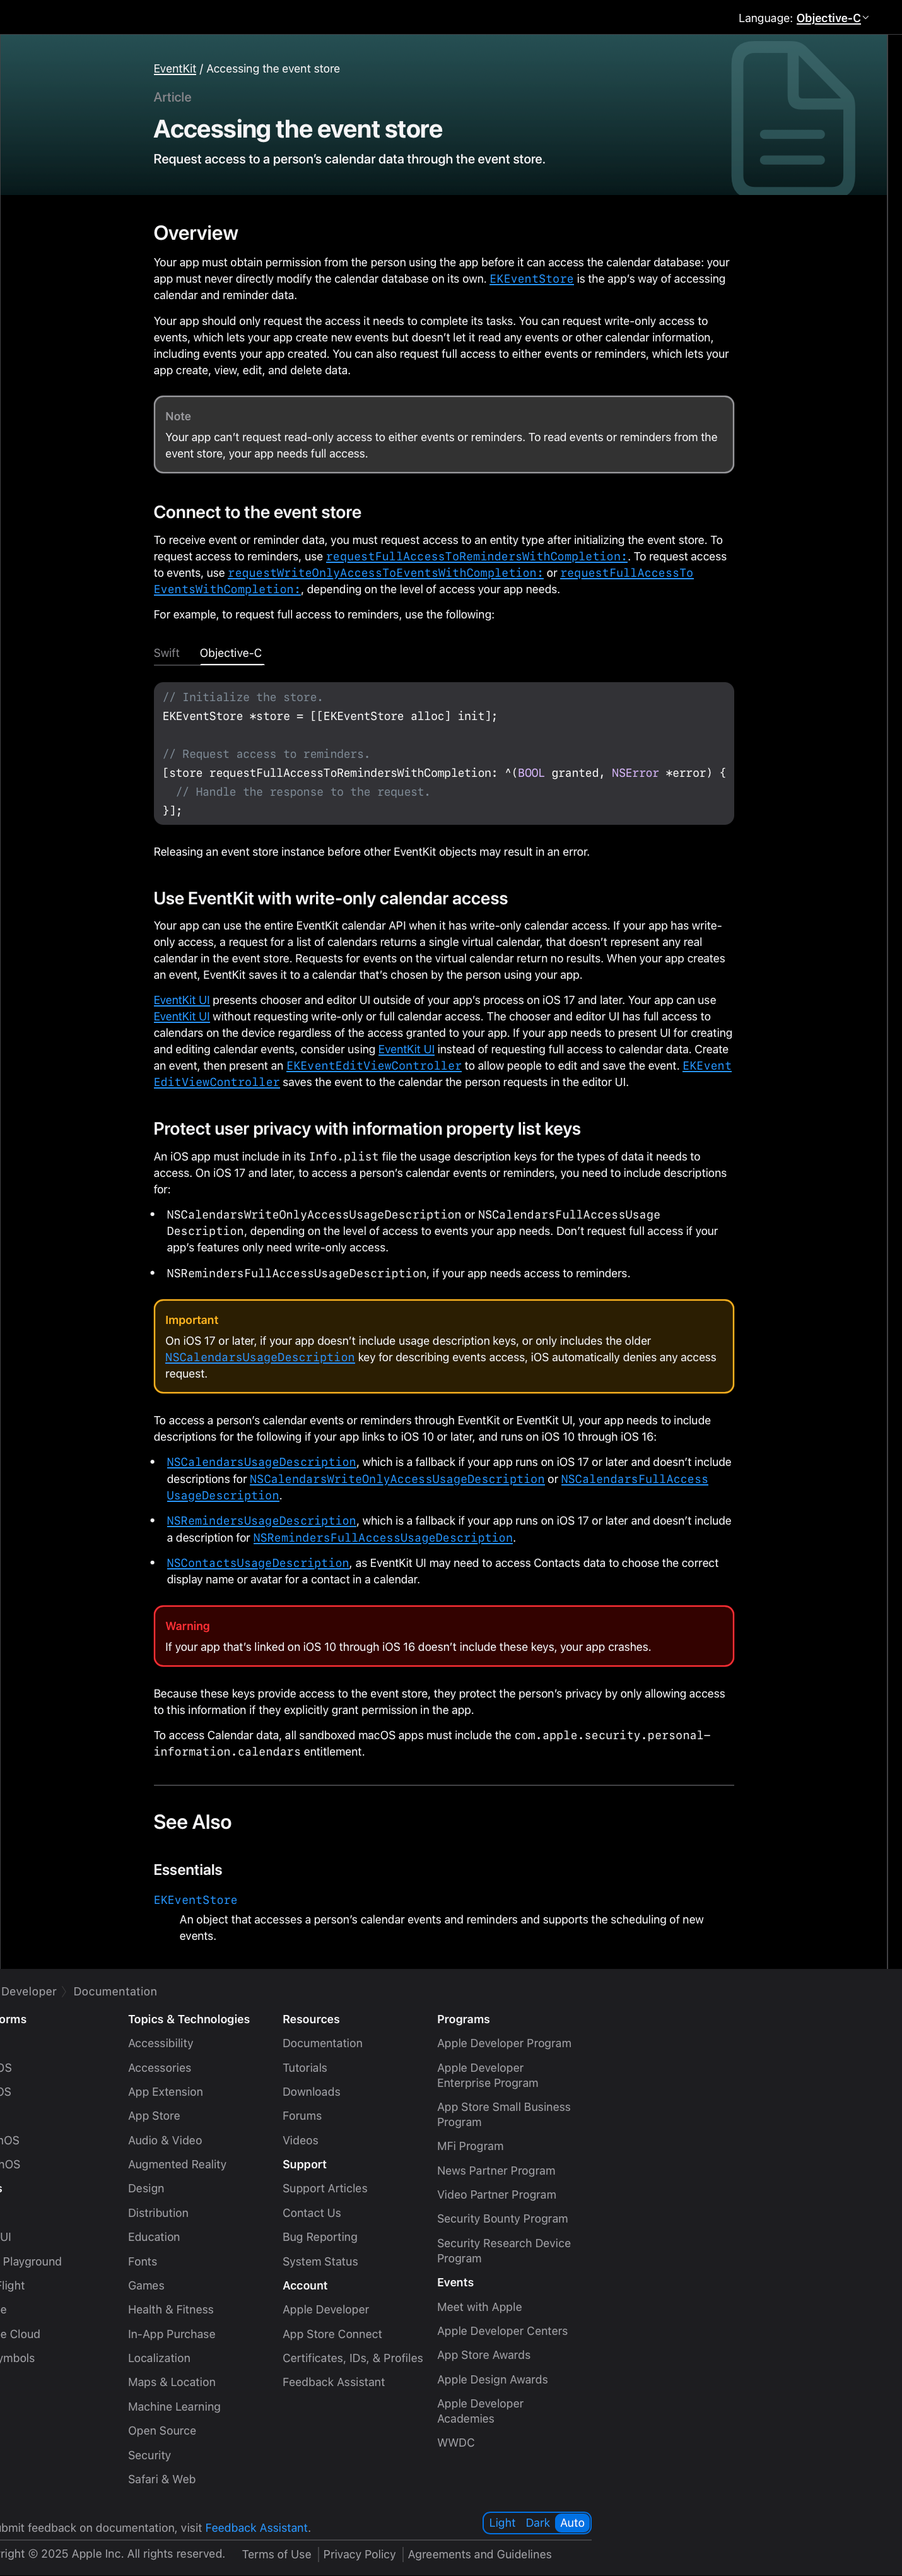 Language: Objective-C
EventKit / Accessing the event store
Article
Accessing the event store
Request access to a person’s calendar data through the event store.
Overview
Your app must obtain permission from the person using the app before it can access the calendar database: your
app must never directly modify the calendar database on its own. EKEventStore is the app’s way of accessing
calendar and reminder data.
Your app should only request the access it needs to complete its tasks. You can request write-only access to
events, which lets your app create new events but doesn’t let it read any events or other calendar information,
including events your app created. You can also request full access to either events or reminders, which lets your
app create, view, edit, and delete data.
Note
Your app can’t request read-only access to either events or reminders. To read events or reminders from the
event store, your app needs full access.
Connect to the event store
To receive event or reminder data, you must request access to an entity type after initializing the event store. To
request access to reminders, use requestFullAccessToRemindersWithCompletion:. To request access
to events, use requestWriteOnlyAccessToEventsWithCompletion: or requestFullAccessTo
EventsWithCompletion:, depending on the level of access your app needs.
For example, to request full access to reminders, use the following:
Swift Objective-C
// Initialize the store.
EKEventStore *store = [[EKEventStore alloc] init];
// Request access to reminders.
[store requestFullAccessToRemindersWithCompletion: ^(BOOL granted, NSError *error) {
// Handle the response to the request.
}];
Releasing an event store instance before other EventKit objects may result in an error.
Use EventKit with write-only calendar access
Your app can use the entire EventKit calendar API when it has write-only calendar access. If your app has write-
only access, a request for a list of calendars returns a single virtual calendar, that doesn’t represent any real
calendar in the event store. Requests for events on the virtual calendar return no results. When your app creates
an event, EventKit saves it to a calendar that’s chosen by the person using your app.
EventKit UI presents chooser and editor UI outside of your app’s process on iOS 17 and later. Your app can use
EventKit UI without requesting write-only or full calendar access. The chooser and editor UI has full access to
calendars on the device regardless of the access granted to your app. If your app needs to present UI for creating
and editing calendar events, consider using EventKit UI instead of requesting full access to calendar data. Create
an event, then present an EKEventEditViewController to allow people to edit and save the event. EKEvent
EditViewController saves the event to the calendar the person requests in the editor UI.
Protect user privacy with information property list keys
An iOS app must include in its Info.plist file the usage description keys for the types of data it needs to
access. On iOS 17 and later, to access a person’s calendar events or reminders, you need to include descriptions
for:
• NSCalendarsWriteOnlyAccessUsageDescription or NSCalendarsFullAccessUsage
Description, depending on the level of access to events your app needs. Don’t request full access if your
app’s features only need write-only access.
• NSRemindersFullAccessUsageDescription, if your app needs access to reminders.
Important
On iOS 17 or later, if your app doesn’t include usage description keys, or only includes the older
NSCalendarsUsageDescription key for describing events access, iOS automatically denies any access
request.
To access a person’s calendar events or reminders through EventKit or EventKit UI, your app needs to include
descriptions for the following if your app links to iOS 10 or later, and runs on iOS 10 through iOS 16:
• NSCalendarsUsageDescription, which is a fallback if your app runs on iOS 17 or later and doesn’t include
descriptions for NSCalendarsWriteOnlyAccessUsageDescription or NSCalendarsFullAccess
UsageDescription.
• NSRemindersUsageDescription, which is a fallback if your app runs on iOS 17 or later and doesn’t include
a description for NSRemindersFullAccessUsageDescription.
• NSContactsUsageDescription, as EventKit UI may need to access Contacts data to choose the correct
display name or avatar for a contact in a calendar.
Warning
If your app that’s linked on iOS 10 through iOS 16 doesn’t include these keys, your app crashes.
Because these keys provide access to the event store, they protect the person’s privacy by only allowing access
to this information if they explicitly grant permission in the app.
To access Calendar data, all sandboxed macOS apps must include the com.apple.security.personal-
information.calendars entitlement.
See Also
Essentials
EKEventStore
An object that accesses a person’s calendar events and reminders and supports the scheduling of new
events.
Developer Documentation
orms
OS
OS
nOS
nOS
s
UI
Playground
Flight
e
e Cloud
ymbols
Topics & Technologies
Accessibility
Accessories
App Extension
App Store
Audio & Video
Augmented Reality
Design
Distribution
Education
Fonts
Games
Health & Fitness
In-App Purchase
Localization
Maps & Location
Machine Learning
Open Source
Security
Safari & Web
Resources
Documentation
Tutorials
Downloads
Forums
Videos
Support
Support Articles
Contact Us
Bug Reporting
System Status
Account
Apple Developer
App Store Connect
Certificates, IDs, & Profiles
Feedback Assistant
Programs
Apple Developer Program
Apple Developer
Enterprise Program
App Store Small Business
Program
MFi Program
News Partner Program
Video Partner Program
Security Bounty Program
Security Research Device
Program
Events
Meet with Apple
Apple Developer Centers
App Store Awards
Apple Design Awards
Apple Developer
Academies
WWDC
ubmit feedback on documentation, visit Feedback Assistant.
Light Dark Auto
right © 2025 Apple Inc. All rights reserved. Terms of Use Privacy Policy Agreements and Guidelines